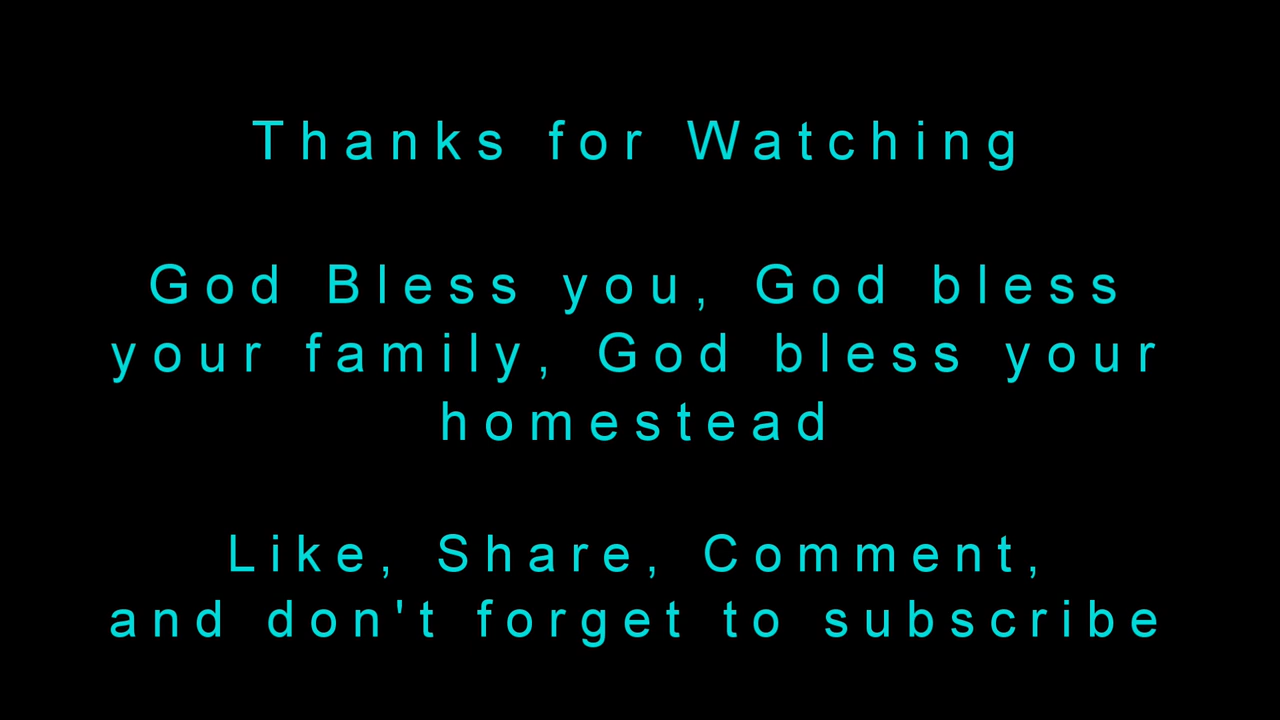 Thanks for Watching
God Bless you, God bless
your family, God bless your
homestead
Like, Share, Comment,
and don't forget to subscribe